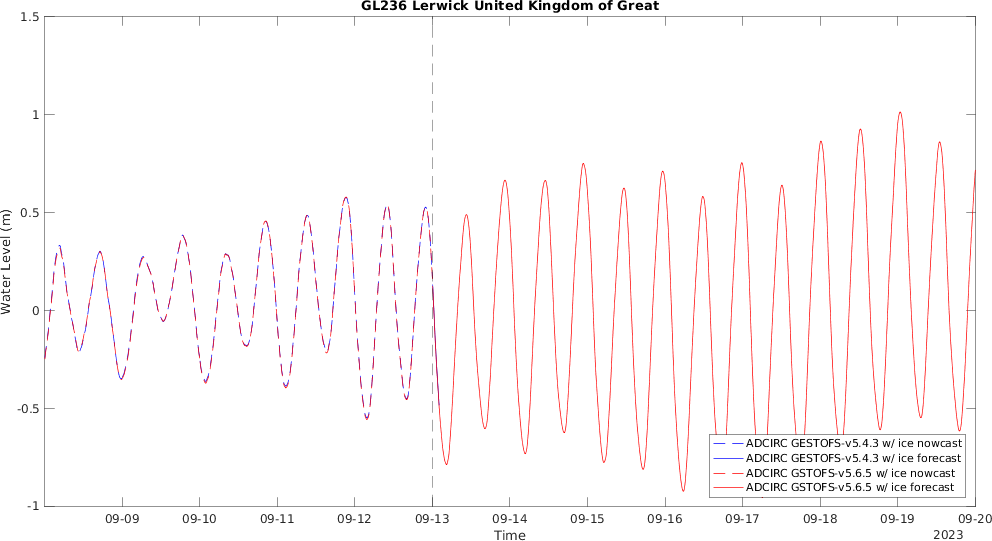 GL236 Lerwick United Kingdom of Great
1.5
1
0.5
0
-0.5
-1
Water Level (m)
09-09 09-10 09-11 09-12 09-13 09-14 09-15 09-16 09-17 09-18 09-19 09-20
Time
2023
ADCIRC GESTOFS-v5.4.3 w/ ice nowcast
ADCIRC GESTOFS-v5.4.3 w/ ice forecast
ADCIRC GSTOFS-v5.6.5 w/ ice nowcast
ADCIRC GSTOFS-v5.6.5 w/ ice forecast